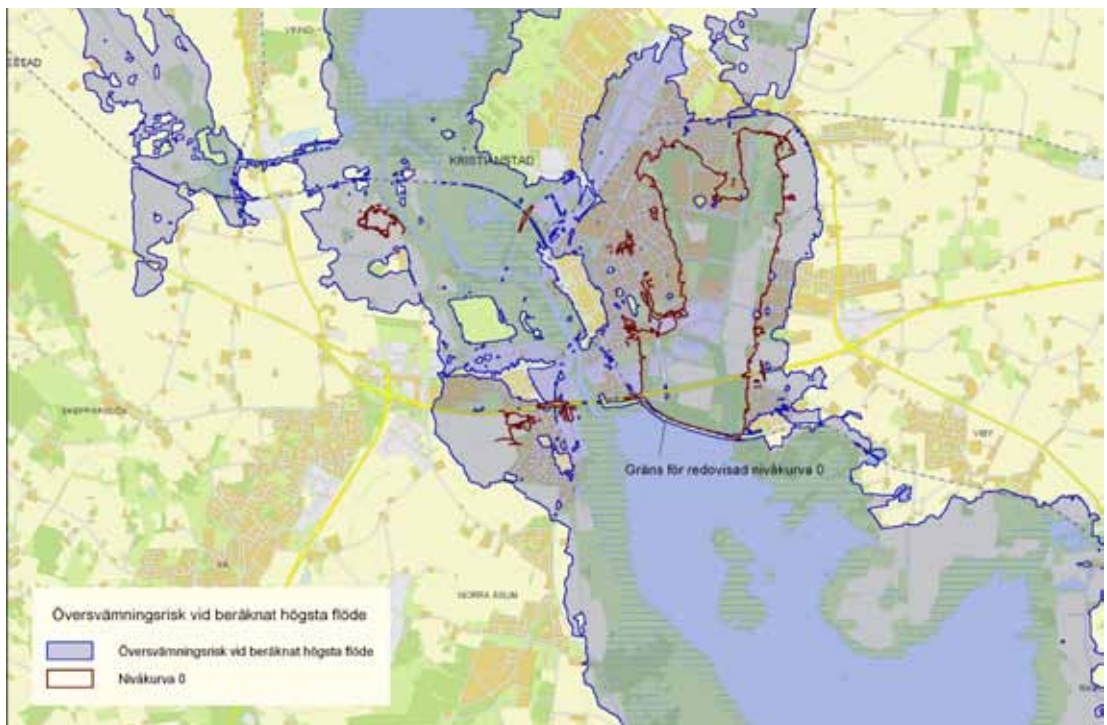 KRISTIANSTAD
VIBY
Gräns för redovisad nivåkurva 0
VÄ
NORRA ÅSUM
Översvämningsrisk vid beräknat högsta flöde
Översvämningsrisk vid beräknat högsta flöde
Nivåkurva 0